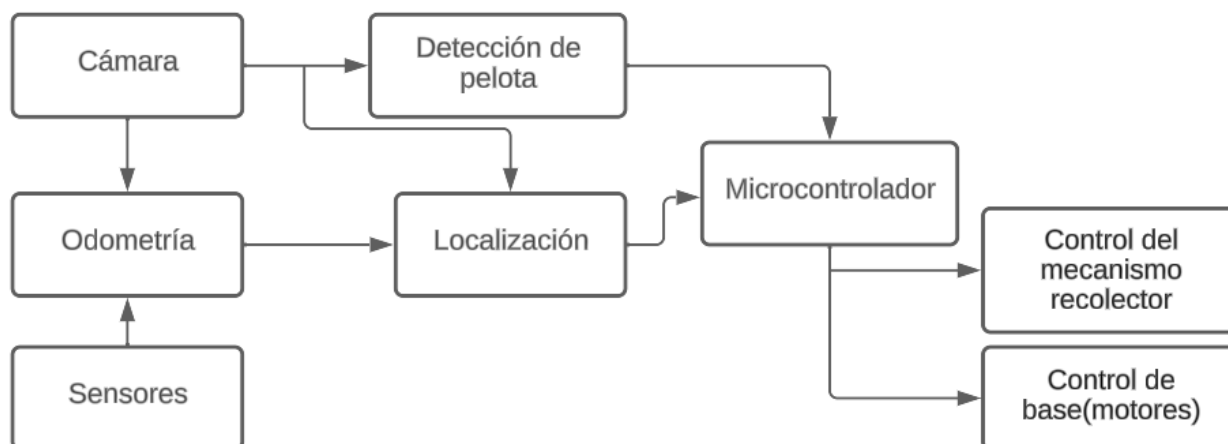 Cámara
Detección de
pelota
Microcontrolador
Odometría
Localización
Control del
mecanismo
recolector
Sensores
Control de
base(motores)